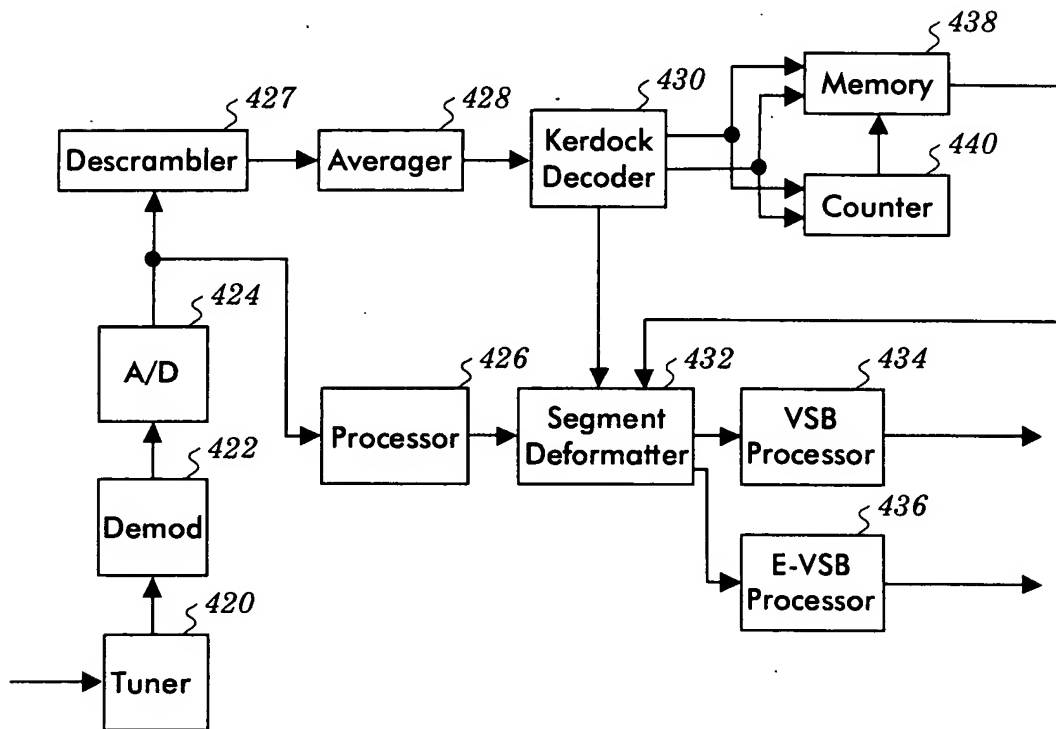 438
427
428
430
Memory
Descrambler
Averager
Kerdock
Decoder
440
Counter
424
A/D
426
432
434
Processor
Segment
Deformatter
VSB
Processor
422
Demod
436
E-VSB
Processor
420
Tuner